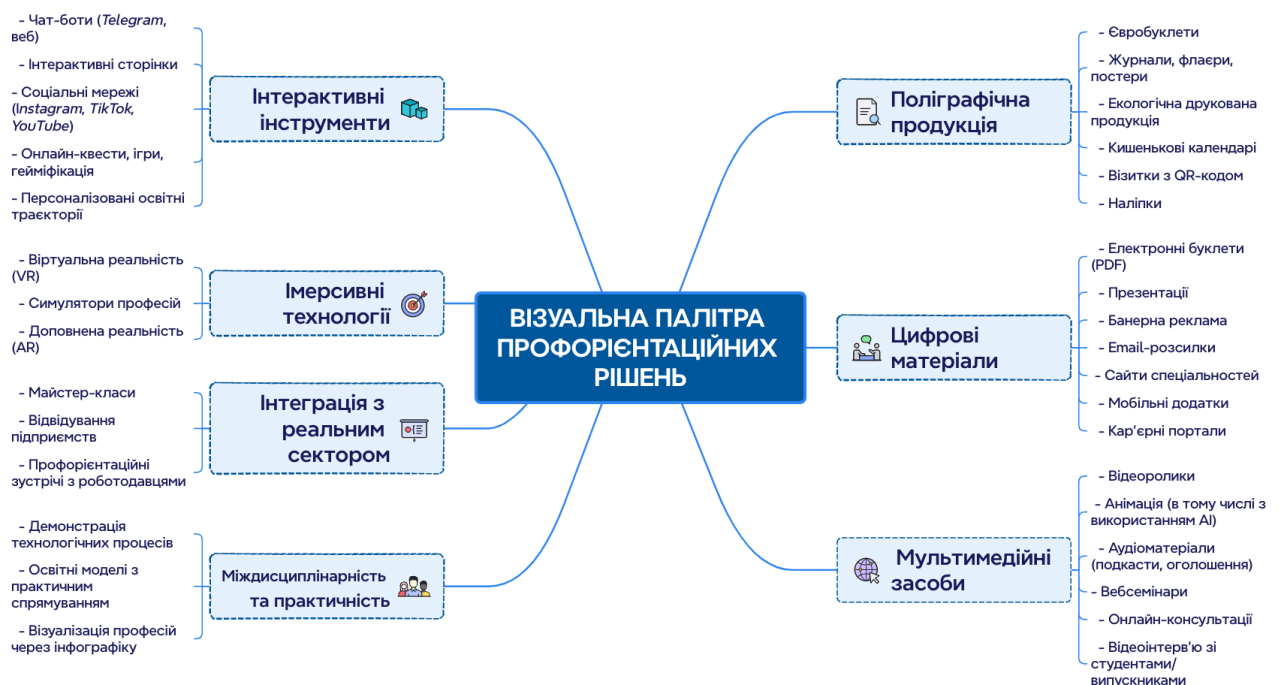 ВІЗУАЛЬНА ПАЛІТРА
ПРОФОРІЄНТАЦІЙНИХ
РІШЕНЬ
Інтерактивні
інструменти
- Чат-боти (Telegram,
веб)
- Інтерактивні сторінки
- Соціальні мережі
(Instagram, TikTok,
YouTube)
- Онлайн-квести, ігри,
гейміфікація
- Персоналізовані освітні
траєкторії
Імерсивні
технології
- Віртуальна реальність
(VR)
- Симулятори професій
- Доповнена реальність
(AR)
Інтеграція з
реальним
сектором
- Майстер-класи
- Відвідування
підприємств
- Профорієнтаційні
зустрічі з роботодавцями
Міждисциплінарність
та практичність
- Демонстрація
технологічних процесів
- Освітні моделі з
практичним
спрямуванням
- Візуалізація професій
через інфографіку
Поліграфічна
продукція
- Євробуклети
- Журнали, флаєри,
постери
- Екологічна друкована
продукція
- Кишенькові календарі
- Візитки з QR-кодом
- Наліпки
Цифрові
матеріали
- Електронні буклети
(PDF)
- Презентації
- Банерна реклама
- Email-розсилки
- Сайти спеціальностей
- Мобільні додатки
- Кар'єрні портали
Мультимедійні
засоби
- Відеоролики
- Анімація (в тому числі з
використанням AI)
- Аудіоматеріали
(подкасти, оголошення)
- Вебсемінари
- Онлайн-консультації
- Відеоінтерв'ю зі
студентами/
випускниками